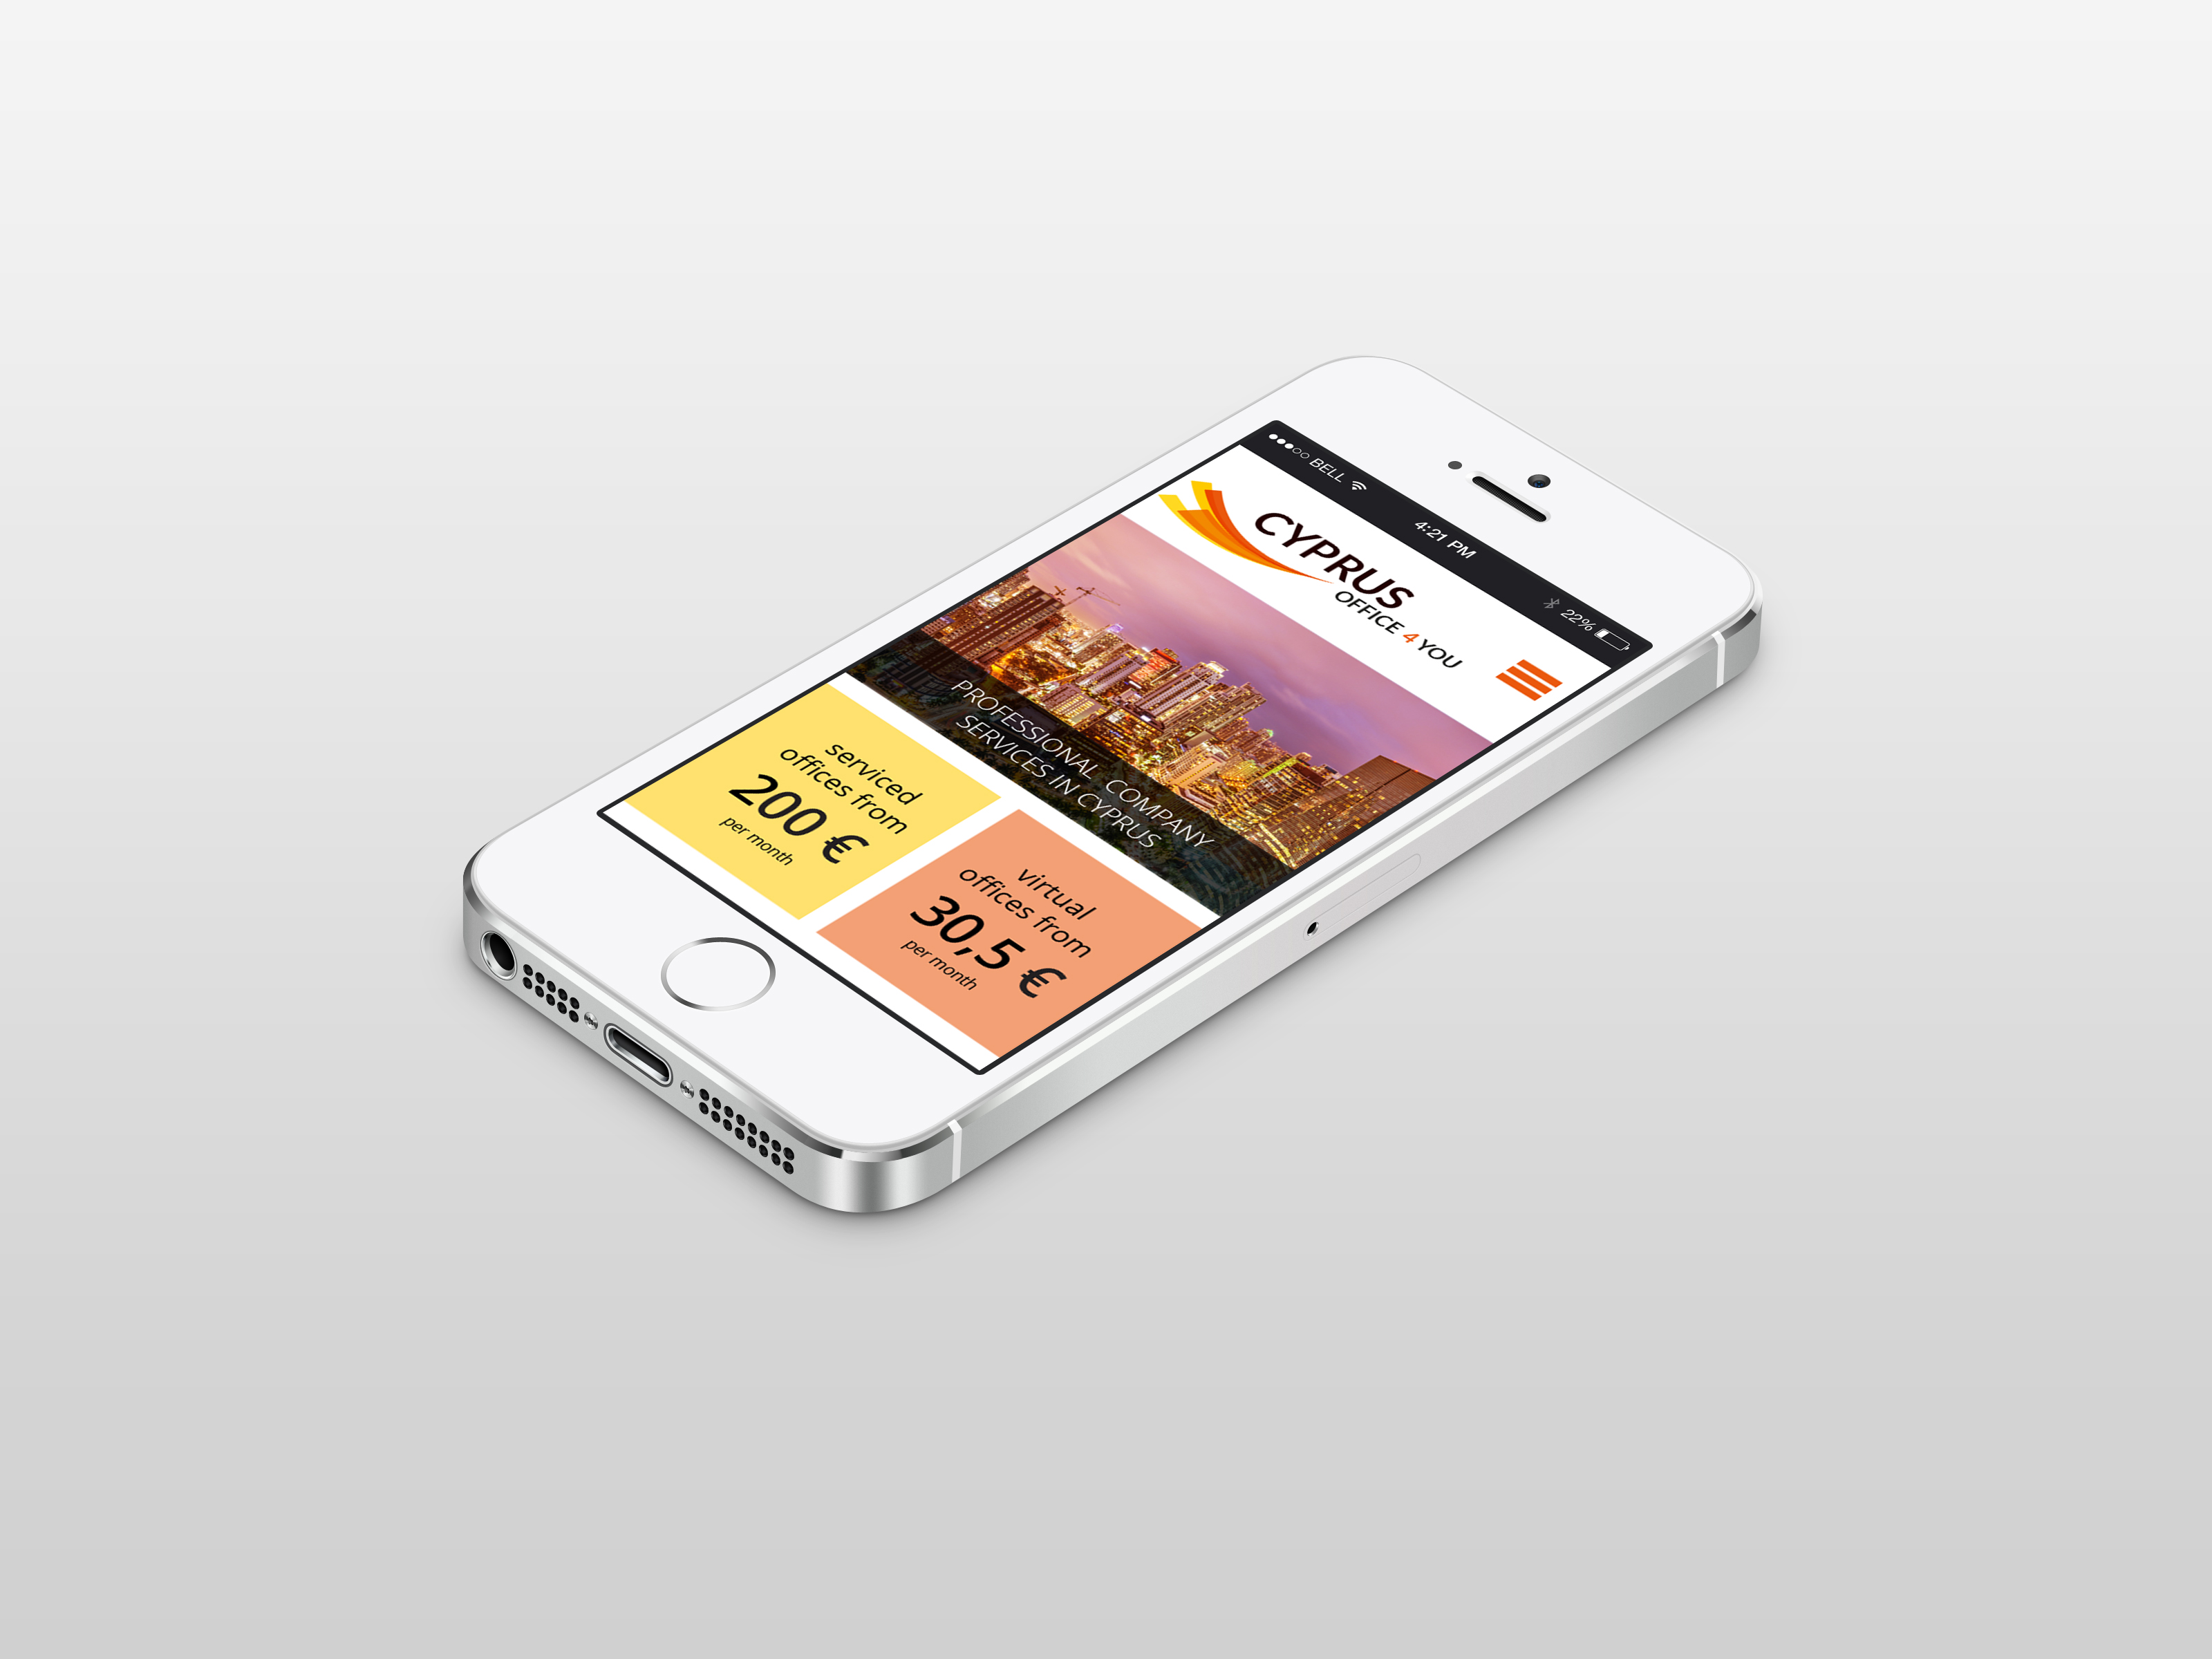 BELL 4:21 PM 22%
CYPRUS
OFFICE 4 YOU
PROFESSIONAL COMPANY
SERVICES IN CYPRUS
serviced
offices from
200 €
per month
virtual
offices from
30,5 €
per month